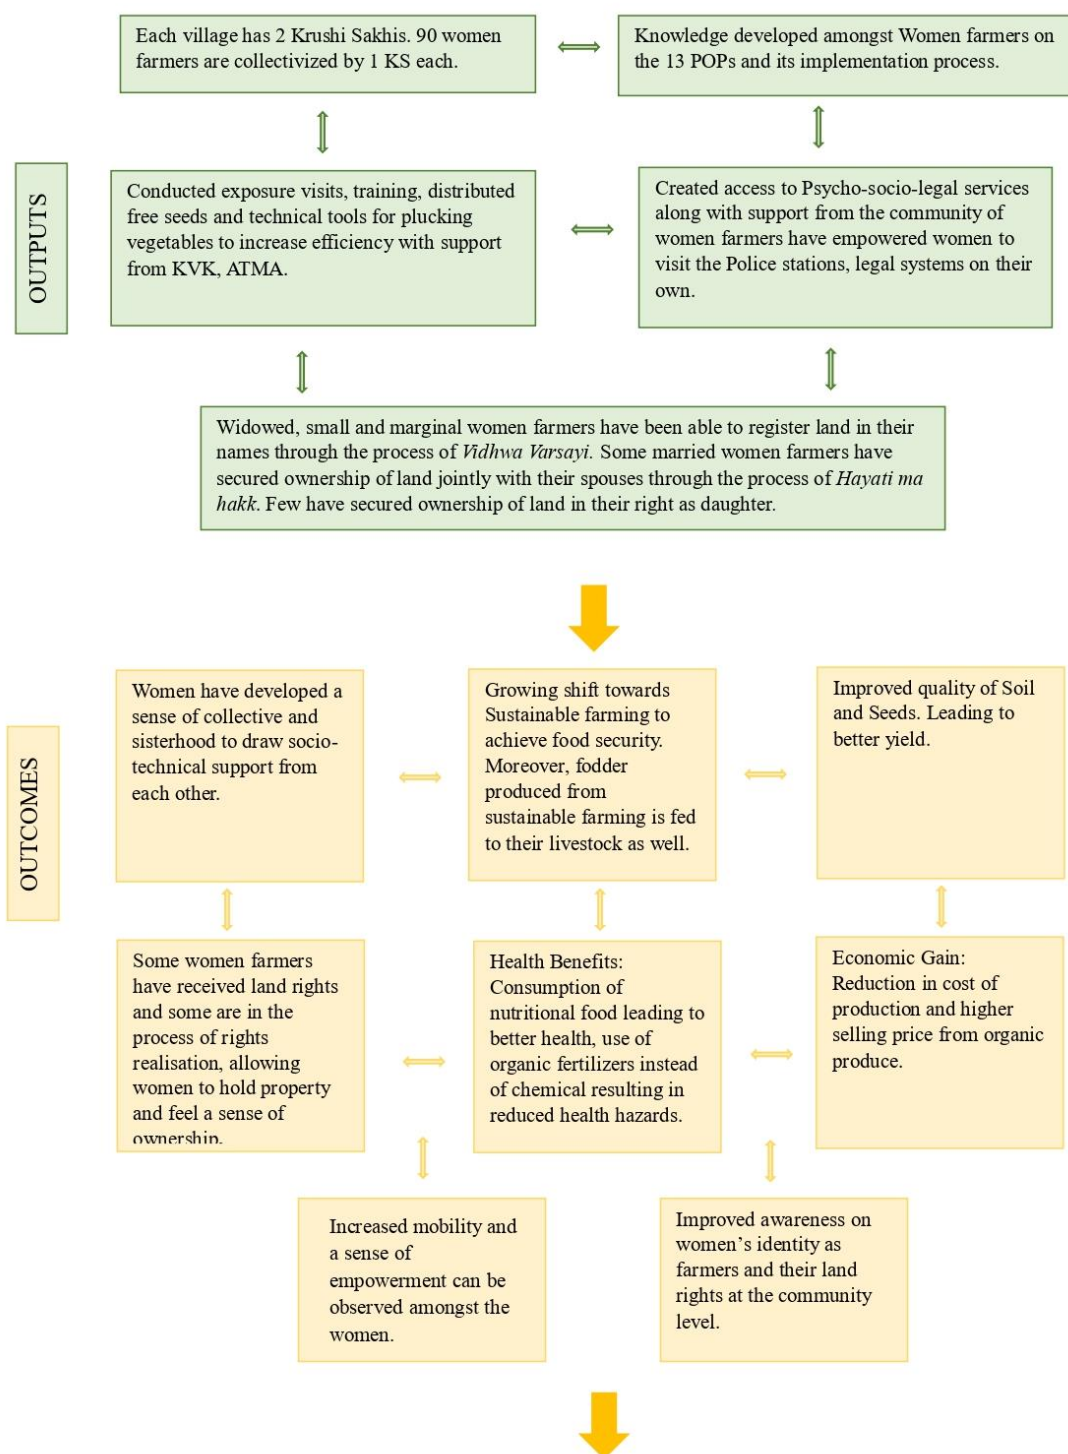 Each village has 2 Krushi Sakhis. 90 women
farmers are collectivized by 1 KS each.
Knowledge developed amongst Women farmers on
the 13 POPs and its implementation process.
OUTPUTS
Conducted exposure visits, training, distributed
free seeds and technical tools for plucking
vegetables to increase efficiency with support
from KVK, ATMA.
Created access to Psycho-socio-legal services
along with support from the community of
women farmers have empowered women to
visit the Police stations, legal systems on their
own.
Widowed, small and marginal women farmers have been able to register land in their
names through the process of Vidhwa Varsayi. Some married women farmers have
secured ownership of land jointly with their spouses through the process of Hayati ma
hakk. Few have secured ownership of land in their right as daughter.
OUTCOMES
Women have developed a
sense of collective and
sisterhood to draw socio-
technical support from
each other.
Growing shift towards
Sustainable farming to
achieve food security.
Moreover, fodder
produced from
sustainable farming is fed
to their livestock as well.
Improved quality of Soil
and Seeds. Leading to
better yield.
Some women farmers
have received land rights
and some are in the
process of rights
realisation, allowing
women to hold property
and feel a sense of
ownership.
Health Benefits:
Consumption of
nutritional food leading to
better health, use of
organic fertilizers instead
of chemical resulting in
reduced health hazards.
Economic Gain:
Reduction in cost of
production and higher
selling price from organic
produce.
Increased mobility and
a sense of
empowerment can be
observed amongst the
women.
Improved awareness on
women’s identity as
farmers and their land
rights at the community
level.